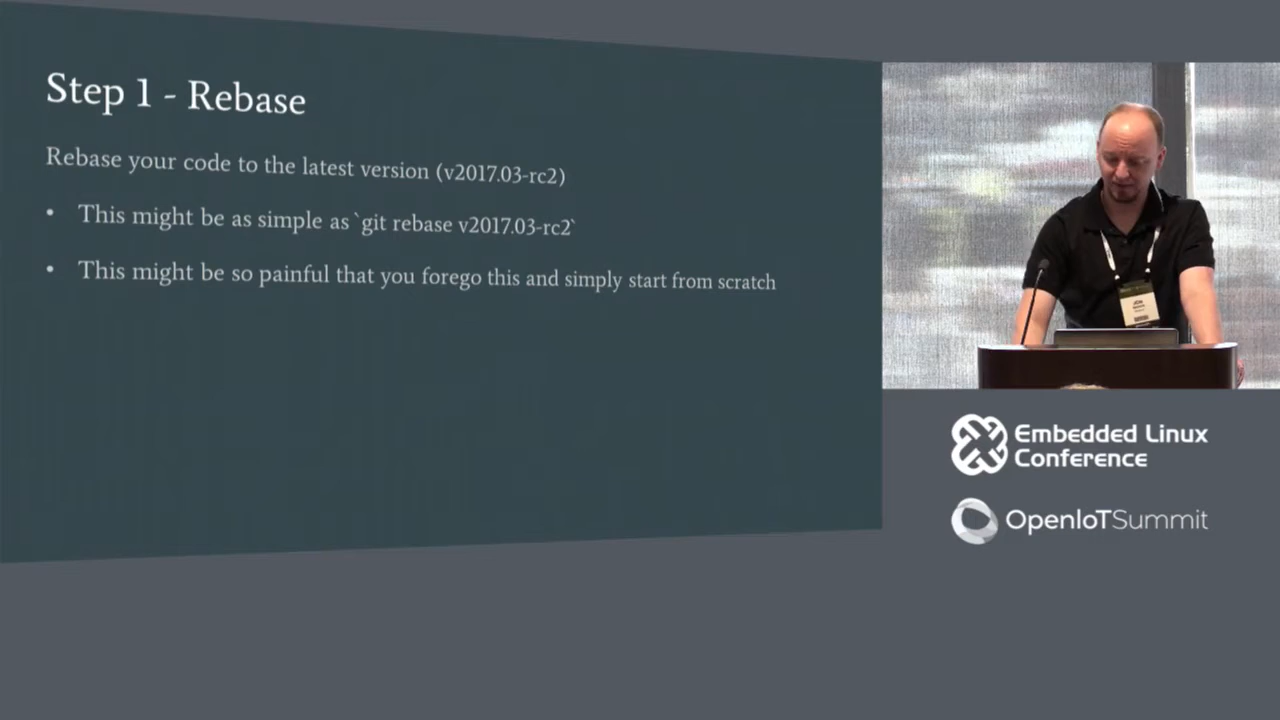 Step 1 - Rebase
Rebase your code to the latest version (v2017.03-rc2)
• This might be as simple as `git rebase v2017.03-rc2`
• This might be so painful that you forego this and simply start from scratch
Embedded Linux
Conference
OpenIoTSummit